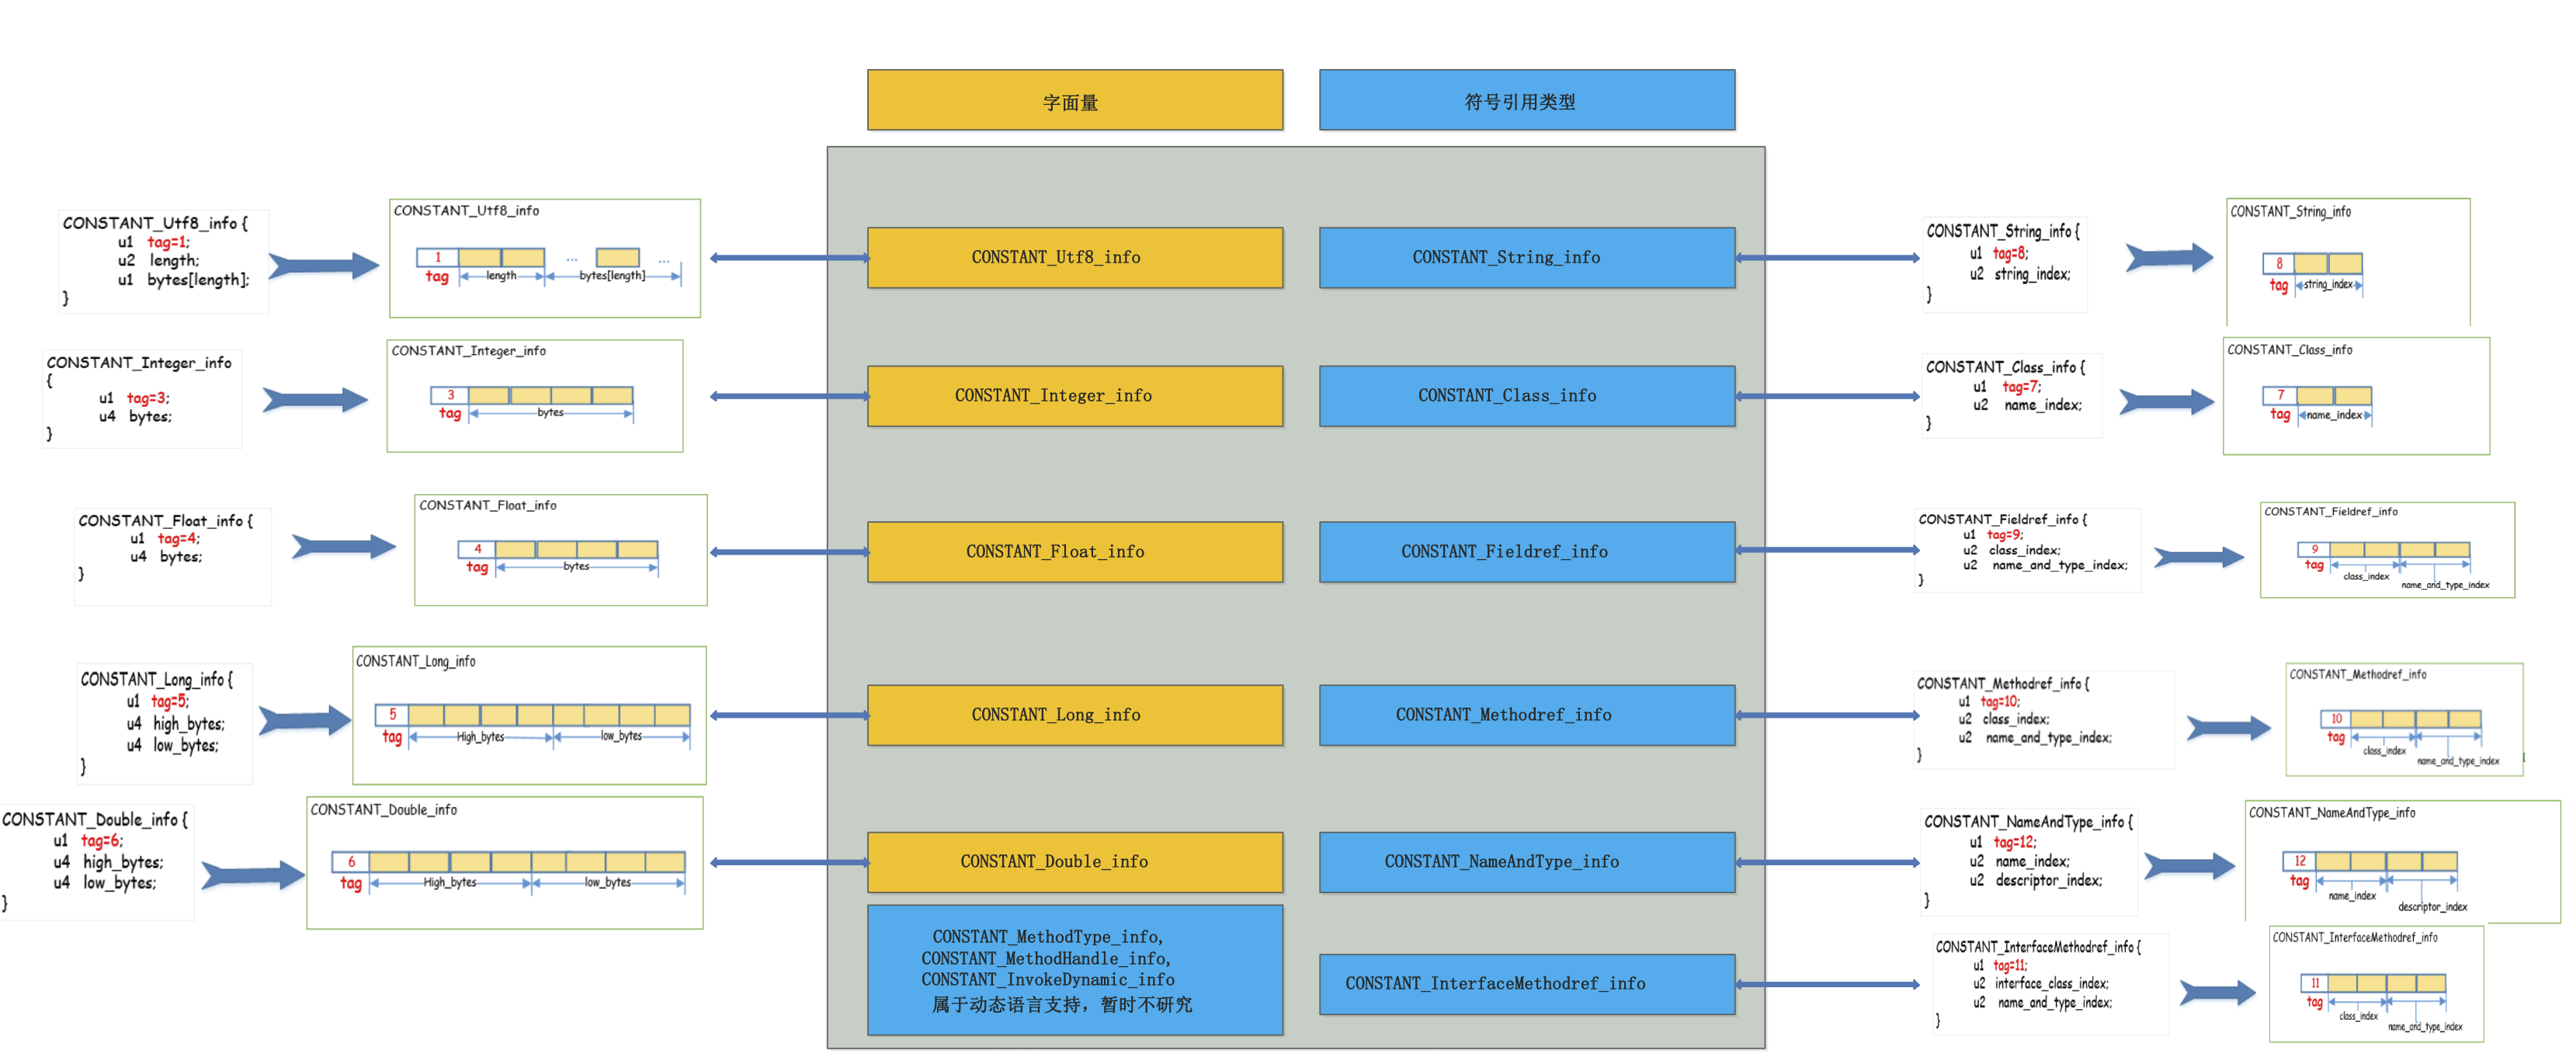 字面量
符号引用类型
CONSTANT_Utf8_info {
u1 tag=1;
u2 length;
u1 bytes[length];
}
CONSTANT_Utf8_info
1
... ...
tag length bytes[length]
CONSTANT_Utf8_info
CONSTANT_String_info
CONSTANT_String_info {
u1 tag=8;
u2 string_index;
}
CONSTANT_String_info
8
tag string_index
CONSTANT_Integer_info
{
u1 tag=3;
u4 bytes;
}
CONSTANT_Integer_info
3
tag bytes
CONSTANT_Integer_info
CONSTANT_Class_info
CONSTANT_Class_info {
u1 tag=7;
u2 name_index;
}
CONSTANT_Class_info
7
tag name_index
CONSTANT_Float_info {
u1 tag=4;
u4 bytes;
}
CONSTANT_Float_info
4
tag bytes
CONSTANT_Float_info
CONSTANT_Fieldref_info
CONSTANT_Fieldref_info {
u1 tag=9;
u2 class_index;
u2 name_and_type_index;
}
CONSTANT_Fieldref_info
9
tag
class_index
name_and_type_index
CONSTANT_Long_info {
u1 tag=5;
u4 high_bytes;
u4 low_bytes;
}
CONSTANT_Long_info
5
tag High_bytes low_bytes
CONSTANT_Long_info
CONSTANT_Methodref_info
CONSTANT_Methodref_info {
u1 tag=10;
u2 class_index;
u2 name_and_type_index;
}
CONSTANT_Methodref_info
10
tag
class_index
name_and_type_index
CONSTANT_Double_info {
u1 tag=6;
u4 high_bytes;
u4 low_bytes;
}
CONSTANT_Double_info
6
tag High_bytes low_bytes
CONSTANT_Double_info
CONSTANT_NameAndType_info
CONSTANT_NameAndType_info {
u1 tag=12;
u2 name_index;
u2 descriptor_index;
}
CONSTANT_NameAndType_info
12
tag
name_index
descriptor_index
CONSTANT_MethodType_info,
CONSTANT_MethodHandle_info,
CONSTANT_InvokeDynamic_info
属于动态语言支持，暂时不研究
CONSTANT_InterfaceMethodref_info
CONSTANT_InterfaceMethodref_info {
u1 tag=11;
u2 interface_class_index;
u2 name_and_type_index;
}
CONSTANT_InterfaceMethodref_info
11
tag
class_index
name_and_type_index